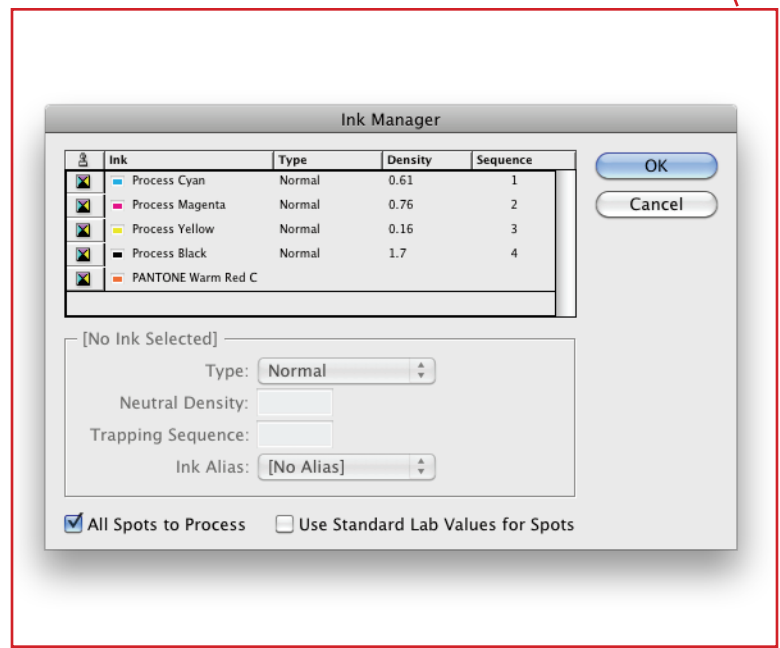 Ink Manager
Ink Type Density Sequence
Process Cyan Normal 0.61 1
Process Magenta Normal 0.76 2
Process Yellow Normal 0.16 3
Process Black Normal 1.7 4
PANTONE Warm Red C
OK
Cancel
[No Ink Selected]
Type: Normal
Neutral Density:
Trapping Sequence:
Ink Alias: [No Alias]
All Spots to Process Use Standard Lab Values for Spots